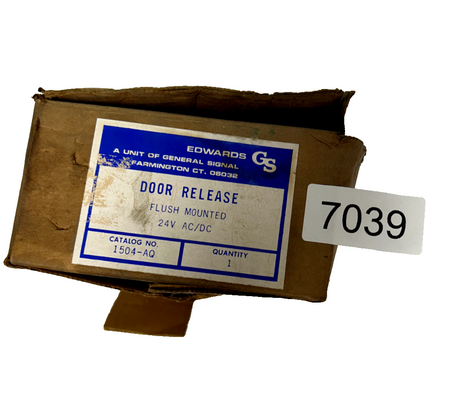 EDWARDS GS
A UNIT OF GENERAL SIGNAL
FARMINGTON CT. 06032
DOOR RELEASE
FLUSH MOUNTED
24V AC/DC
CATALOG NO.
1504-AQ
QUANTITY
1
7039